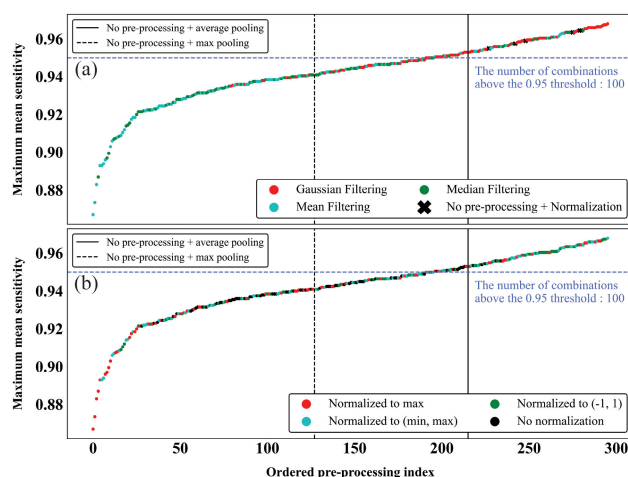 No pre-processing + average pooling
No pre-processing + max pooling
0.96
0.94
0.92
0.90
0.88
Maximum mean sensitivity
(a)
The number of combinations
above the 0.95 threshold : 100
Gaussian Filtering
Median Filtering
Mean Filtering
No pre-processing + Normalization
No pre-processing + average pooling
No pre-processing + max pooling
0.96
0.94
0.92
0.90
0.88
Maximum mean sensitivity
(b)
The number of combinations
above the 0.95 threshold : 100
Normalized to max
Normalized to (-1, 1)
Normalized to (min, max)
No normalization
0 50 100 150 200 250 300
Ordered pre-processing index